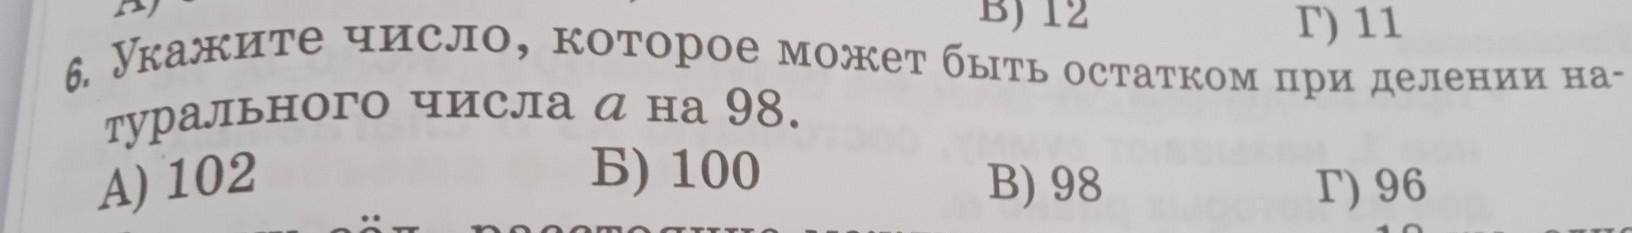 В) 12 Г) 11
6. Укажите число, которое может быть остатком при делении на-
турального числа a на 98.
А) 102 Б) 100 В) 98 Г) 96